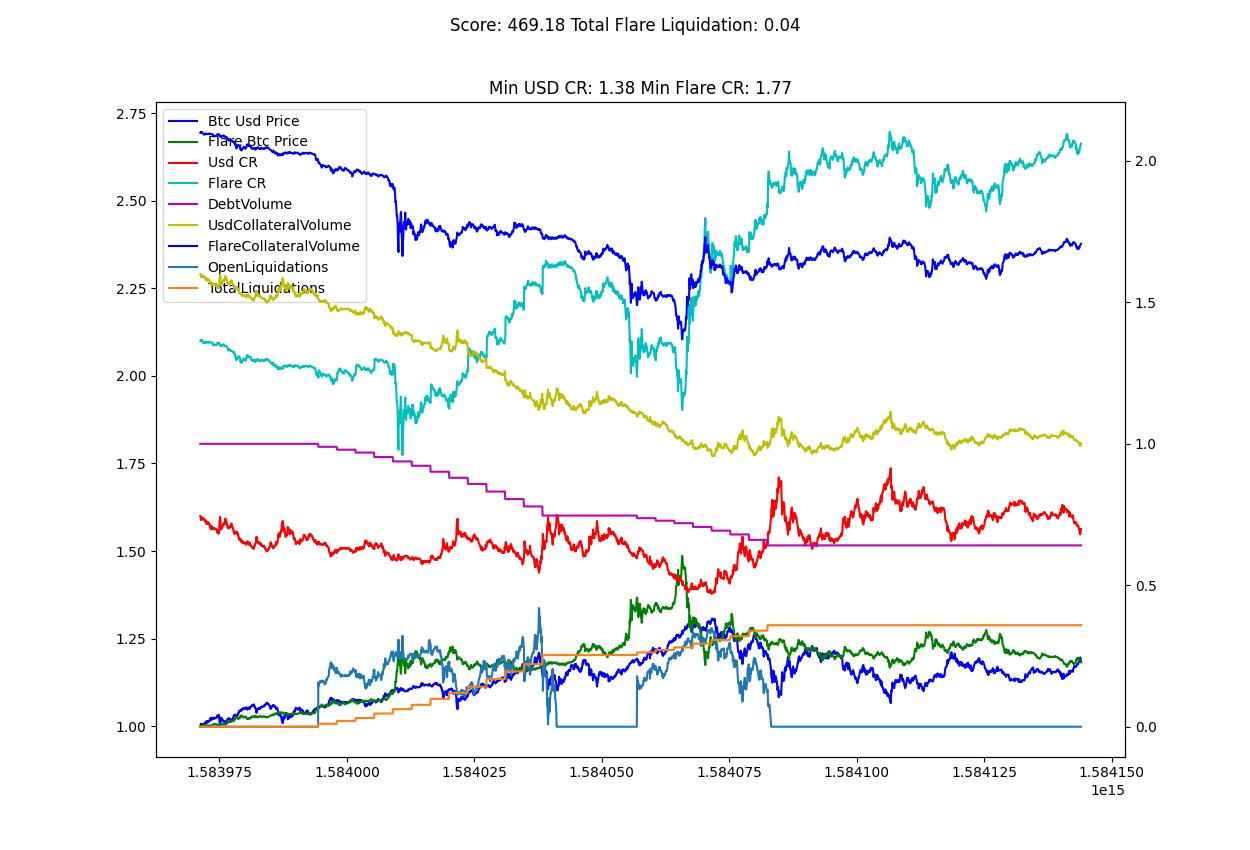 Score: 469.18 Total Flare Liquidation: 0.04
Min USD CR: 1.38 Min Flare CR: 1.77
2.75
2.50
2.25
2.00
1.75
1.50
1.25
1.00
Btc Usd Price
Flare Btc Price
Usd CR
Flare CR
DebtVolume
UsdCollateralVolume
FlareCollateralVolume
OpenLiquidations
TotalLiquidations
2.0
1.5
1.0
0.5
0.0
1.583975 1.584000 1.584025 1.584050 1.584075 1.584100 1.584125 1.584150
1e15